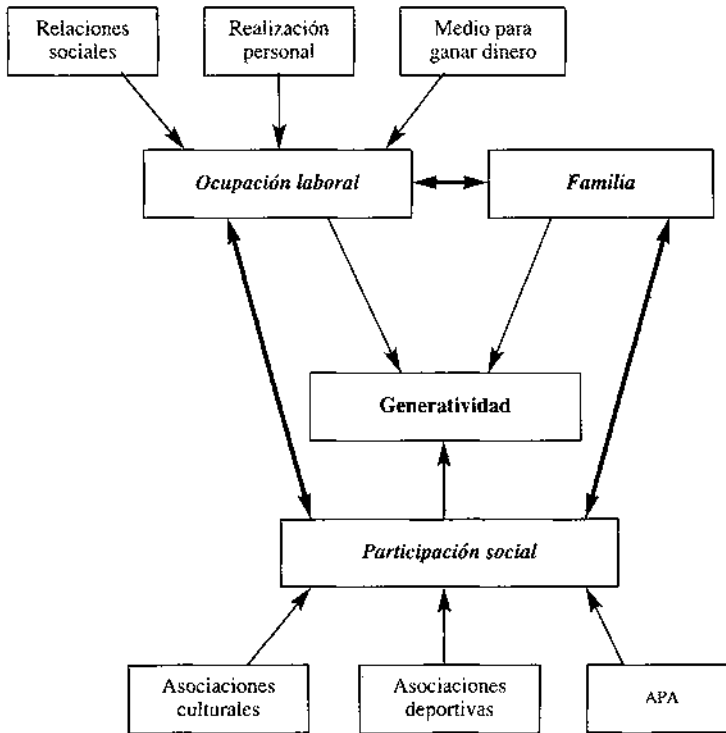 Relaciones
sociales
Realización
personal
Medio para
ganar dinero
Ocupación laboral
Familia
Generatividad
Participación social
Asociaciones
culturales
Asociaciones
deportivas
APA